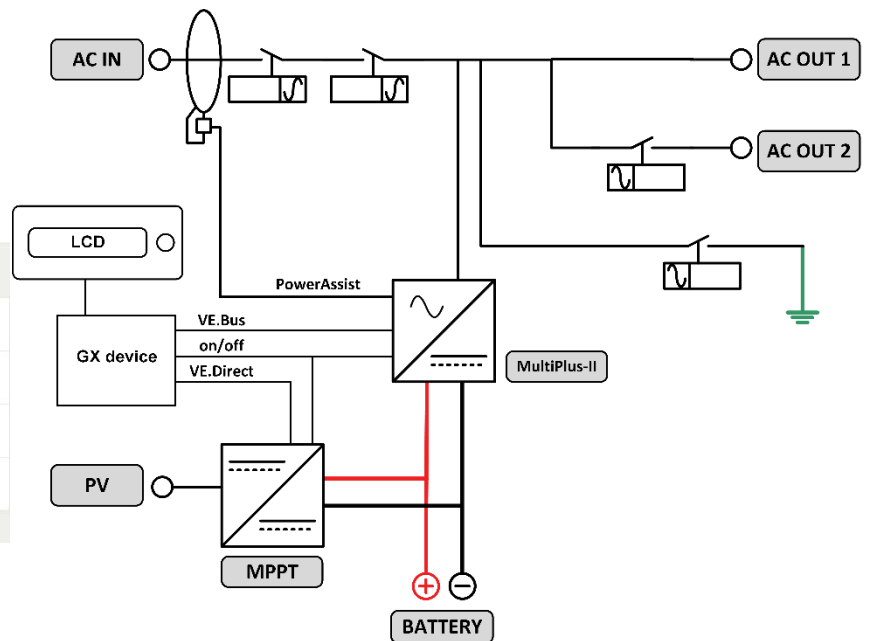 AC IN
AC OUT 1
AC OUT 2
LCD
PowerAssist
GX device
VE.Bus
on/off
VE.Direct
MultiPlus-II
PV
MPPT
BATTERY